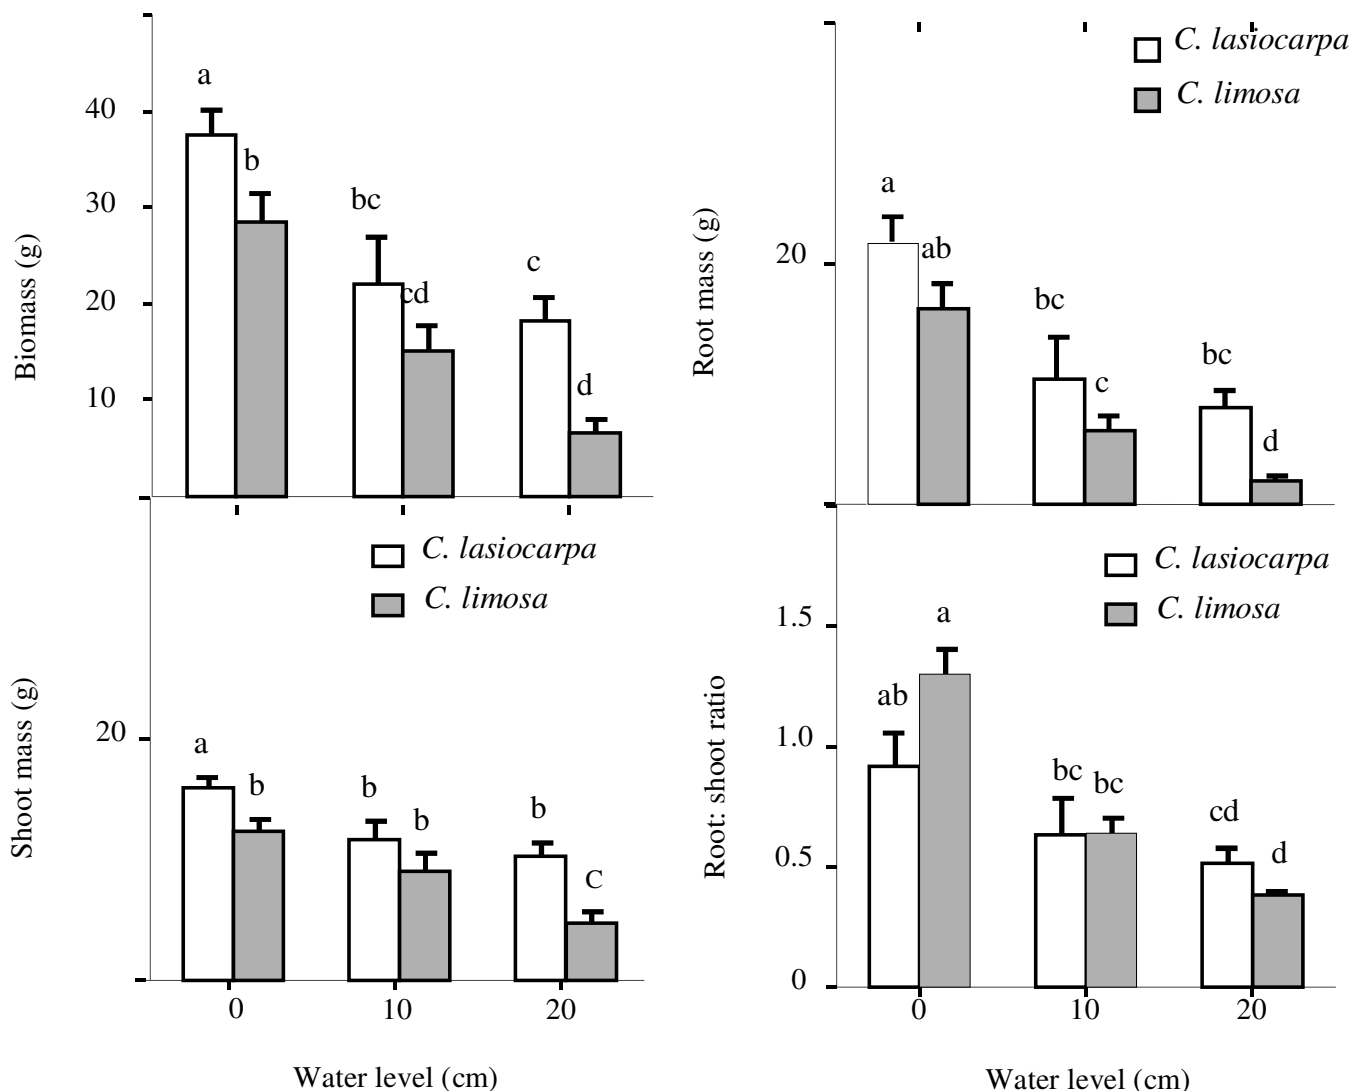 a
40
b
30
bc
c
20
cd
10
d
Biomass (g)
C. lasiocarpa
C. limosa
a
20
ab
bc
bc
c
d
Root mass (g)
C. lasiocarpa
C. limosa
20
a
b
b
b
b
C
Shoot mass (g)
0
10
20
Water level (cm)
C. lasiocarpa
C. limosa
1.5
a
ab
1.0
bc
bc
cd
0.5
d
0
Root: shoot ratio
0
10
20
Water level (cm)